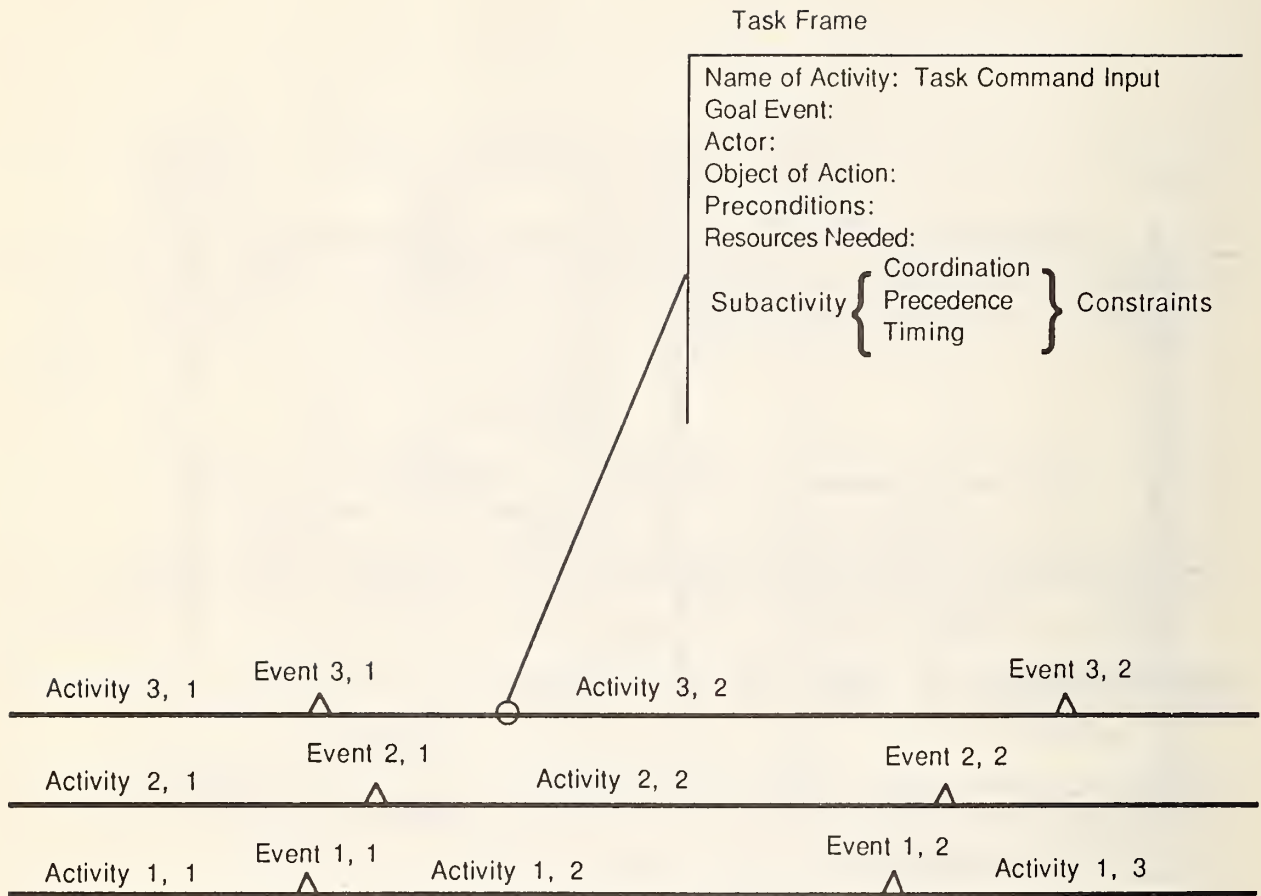 Task Frame
Name of Activity: Task Command Input
Goal Event:
Actor:
Object of Action:
Preconditions:
Resources Needed:
Coordination
Subactivity { Precedence } Constraints
Timing
Activity 3, 1 Event 3, 1 Activity 3, 2 Event 3, 2
Activity 2, 1 Event 2, 1 Activity 2, 2 Event 2, 2
Activity 1, 1 Event 1, 1 Activity 1, 2 Event 1, 2 Activity 1, 3